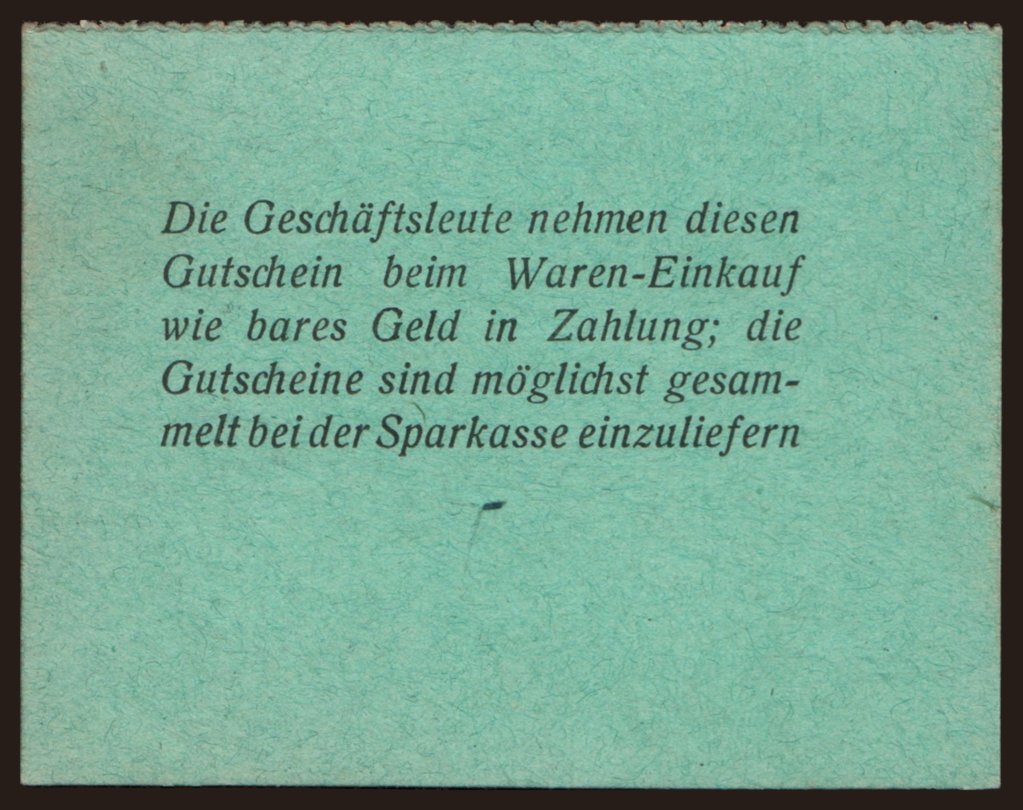 Die Geschäftsleute nehmen diesen
Gutschein beim Waren-Einkauf
wie bares Geld in Zahlung; die
Gutscheine sind möglichst gesam-
melt bei der Sparkasse einzuliefern